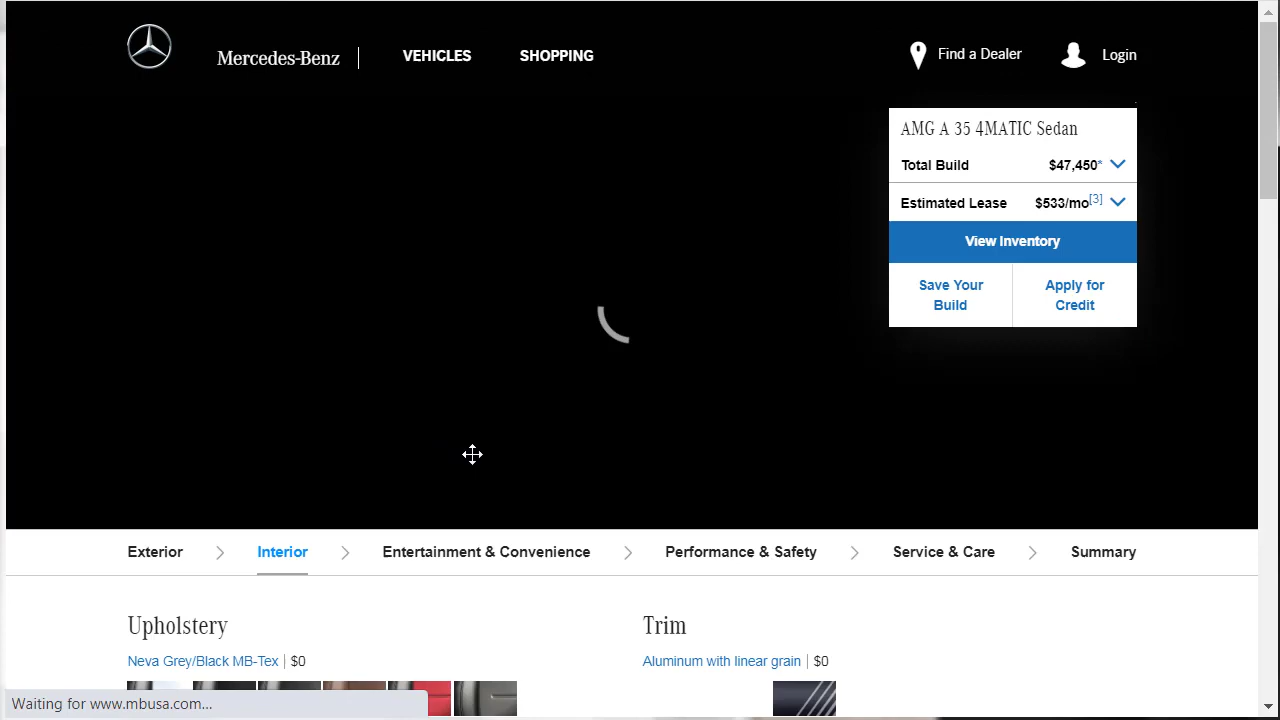 Mercedes-Benz
VEHICLES
SHOPPING
Find a Dealer
Login
AMG A 35 4MATIC Sedan
Total Build $47,450*
Estimated Lease $533/mo[3]
View Inventory
Save Your
Build
Apply for
Credit
Exterior
Interior
Entertainment & Convenience
Performance & Safety
Service & Care
Summary
Upholstery
Neva Grey/Black MB-Tex | $0
Trim
Aluminum with linear grain | $0
Waiting for www.mbusa.com...